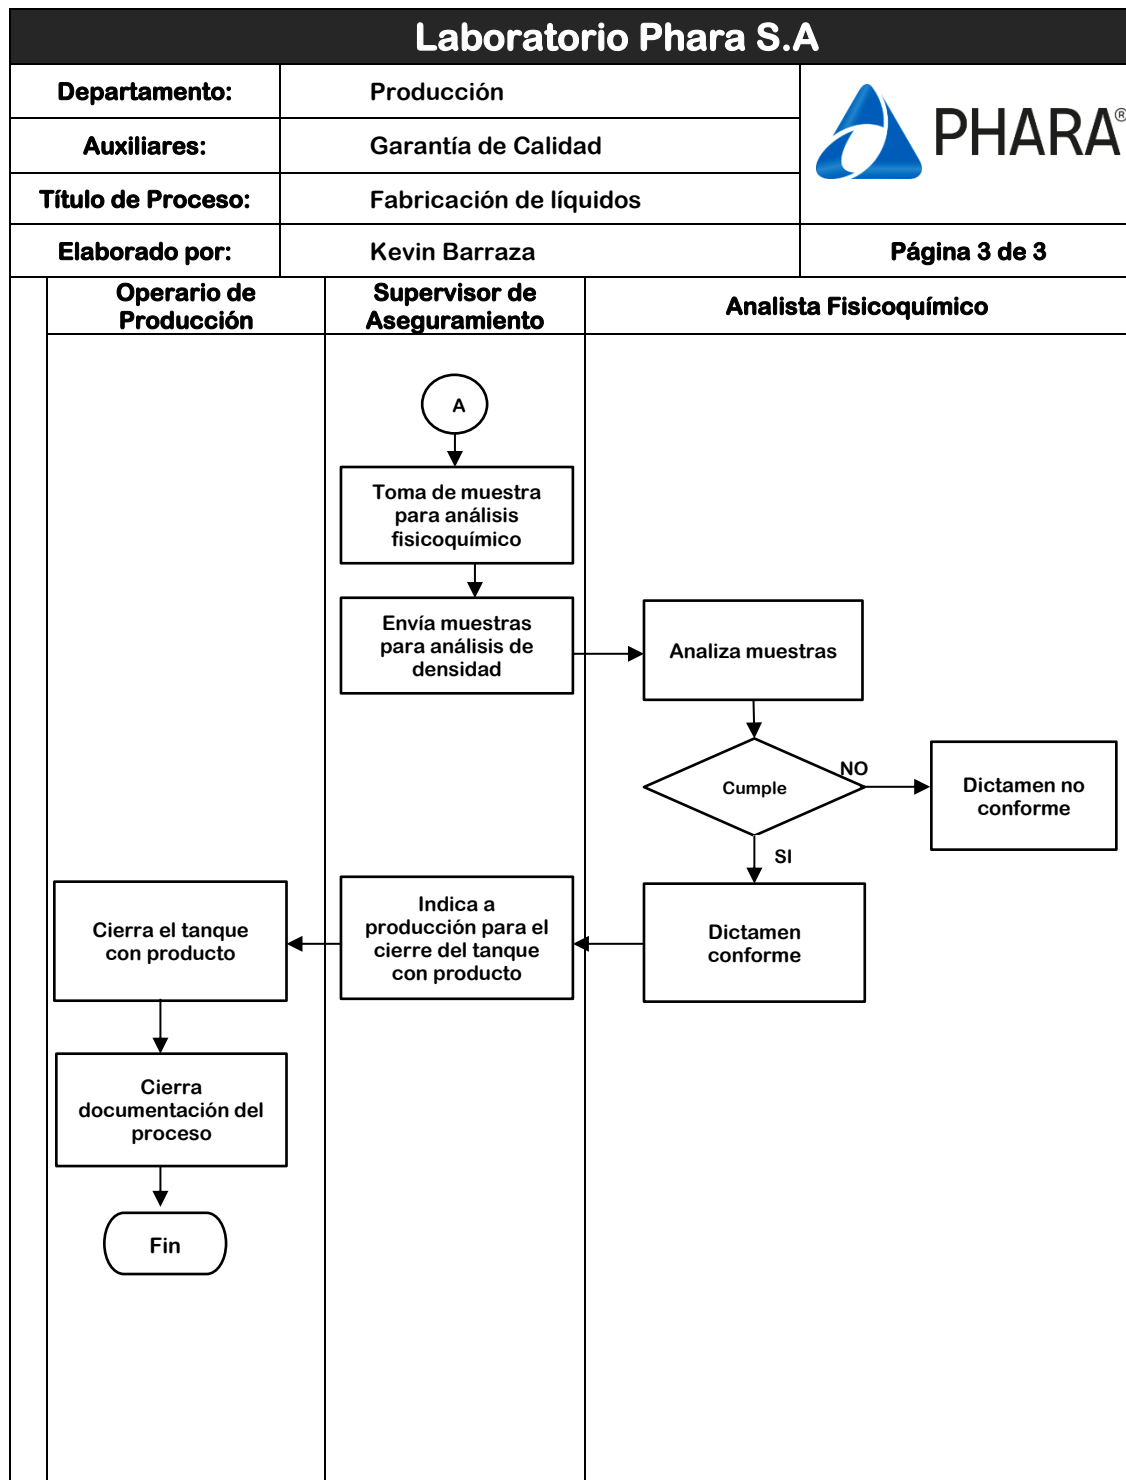 Laboratorio Phara S.A
Departamento:
Producción
PHARA®
Auxiliares:
Garantía de Calidad
Título de Proceso:
Fabricación de líquidos
Elaborado por:
Kevin Barraza
Página 3 de 3
Operario de
Producción
Supervisor de
Aseguramiento
Analista Fisicoquímico
A
Toma de muestra
para análisis
fisicoquímico
Envía muestras
para análisis de
densidad
Analiza muestras
Cumple
NO
Dictamen no
conforme
SI
Dictamen
conforme
Indica a
producción para el
cierre del tanque
con producto
Cierra el tanque
con producto
Cierra
documentación del
proceso
Fin